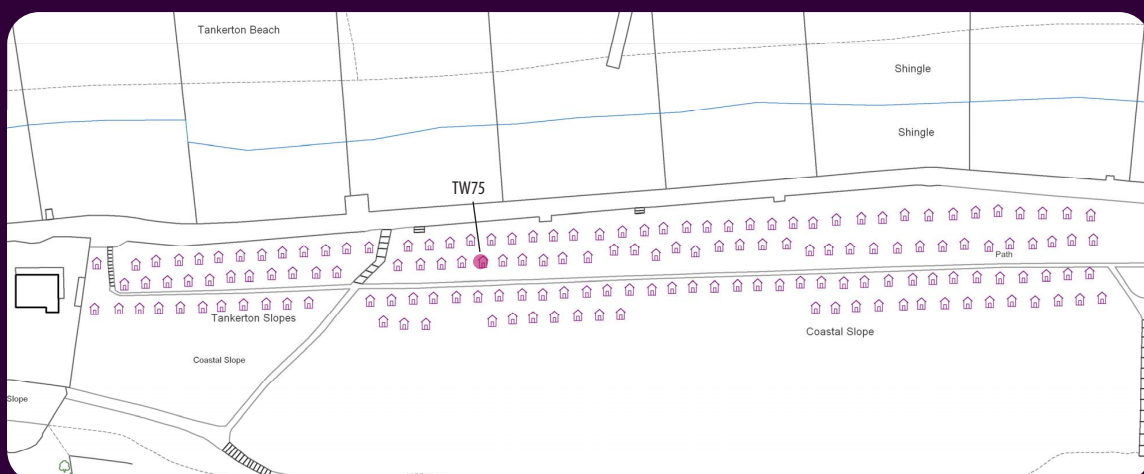 Tankerton Beach
Shingle
Shingle
TW75
Path
Tankerton Slopes
Coastal Slope
Coastal Slope
Slope